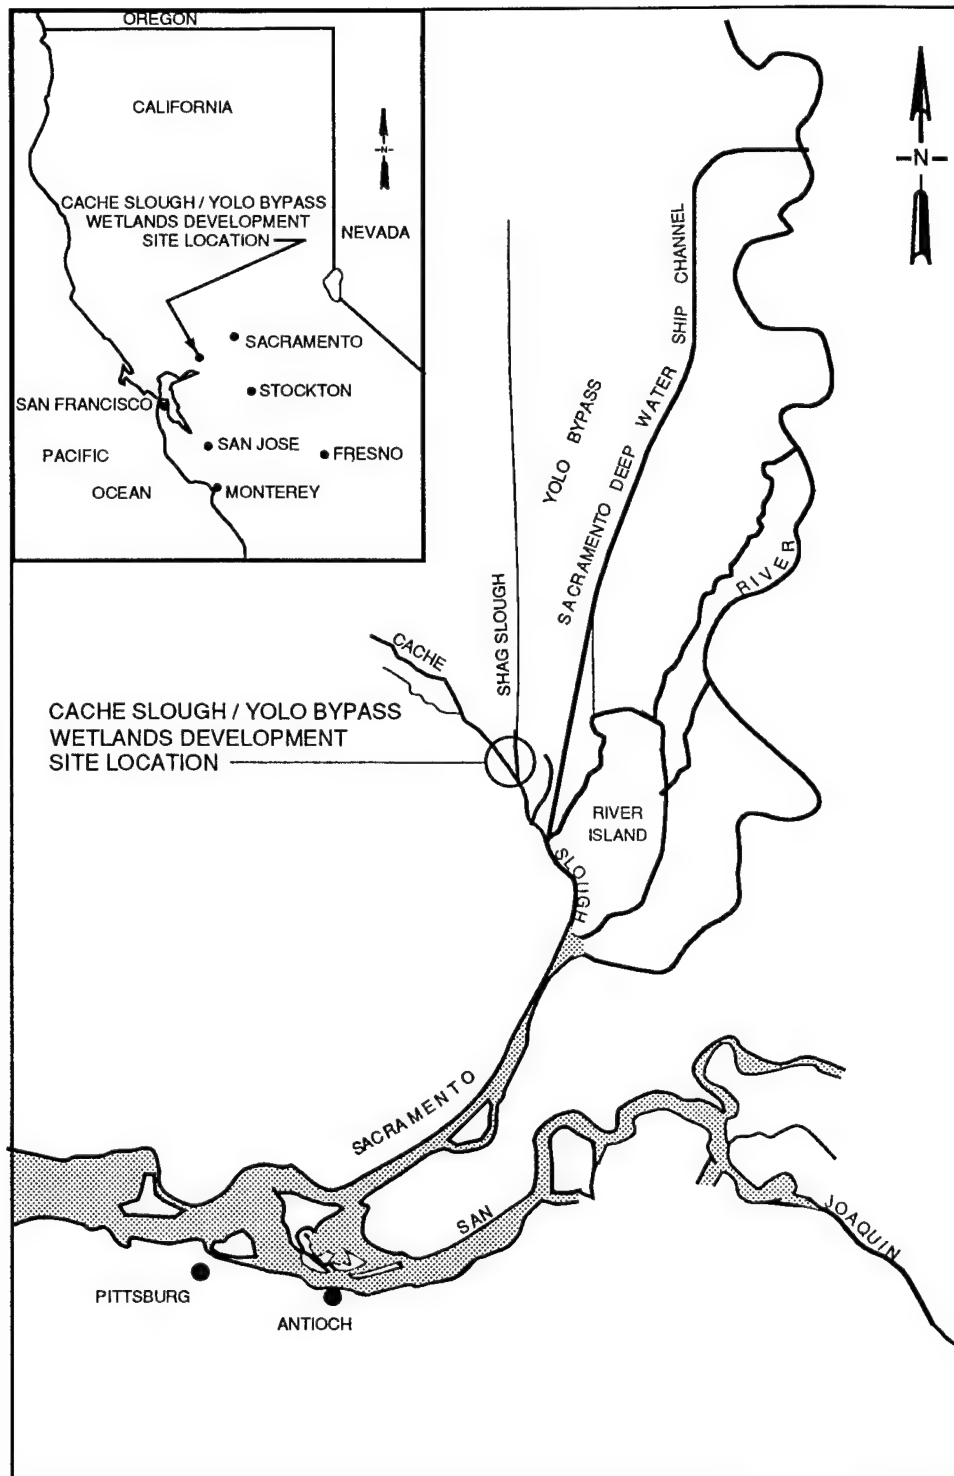 OREGON
CALIFORNIA
N
CACHE SLOUGH / YOLO BYPASS
WETLANDS DEVELOPMENT
SITE LOCATION
NEVADA
SACRAMENTO
STOCKTON
SAN FRANCISCO
SAN JOSE
FRESNO
PACIFIC
OCEAN
MONTEREY
N
SHIP CHANNEL
SACRAMENTO DEEP WATER
YOLO BYPASS
SHAG SLOUGH
RIVER
CACHE
CACHE SLOUGH / YOLO BYPASS
WETLANDS DEVELOPMENT
SITE LOCATION
RIVER
ISLAND
SLOUGH
SACRAMENTO
SAN
JOAQUIN
PITTSBURG
ANTIOCH